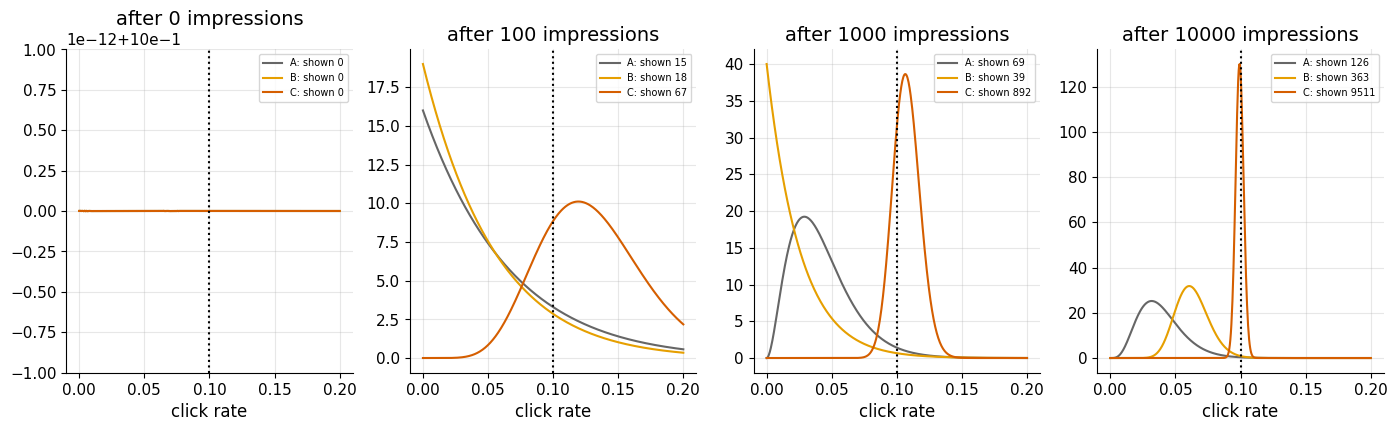 after 0 impressions
1e−12+10e−1
1.00
0.75
0.50
0.25
0.00
−0.25
−0.50
−0.75
−1.00
A: shown 0
B: shown 0
C: shown 0
0.00 0.05 0.10 0.15 0.20
click rate
after 100 impressions
17.5
15.0
12.5
10.0
7.5
5.0
2.5
0.0
A: shown 15
B: shown 18
C: shown 67
0.00 0.05 0.10 0.15 0.20
click rate
after 1000 impressions
40
35
30
25
20
15
10
5
0
A: shown 69
B: shown 39
C: shown 892
0.00 0.05 0.10 0.15 0.20
click rate
after 10000 impressions
120
100
80
60
40
20
0
A: shown 126
B: shown 363
C: shown 9511
0.00 0.05 0.10 0.15 0.20
click rate